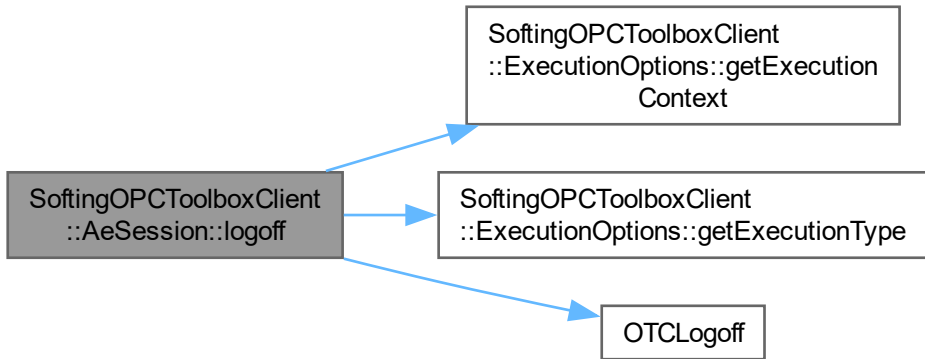 SoftingOPCToolboxClient
::ExecutionOptions::getExecution
Context
SoftingOPCToolboxClient
::AeSession::logoff
SoftingOPCToolboxClient
::ExecutionOptions::getExecutionType
OTCLogoff